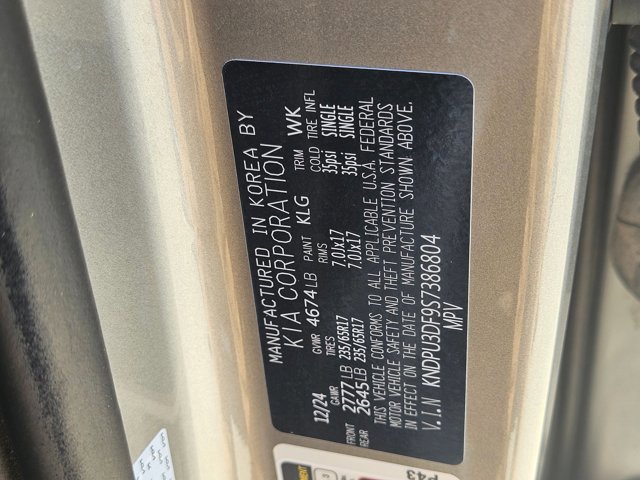 MANUFACTURED IN KOREA BY
KIA CORPORATION
12/24 GVWR 4674LB PAINT KLG TRIM WK
GAWR TIRES RIMS COLD TIRE INFL
FRONT 2777LB 235/65R17 7.0Jx17 35psi SINGLE
REAR 2645LB 235/65R17 7.0Jx17 35psi SINGLE
THIS VEHICLE CONFORMS TO ALL APPLICABLE U.S.A. FEDERAL
MOTOR VEHICLE SAFETY AND THEFT PREVENTION STANDARDS
IN EFFECT ON THE DATE OF MANUFACTURE SHOWN ABOVE.
V.I.N KNDPU3DF9S7386804
MPV
P43